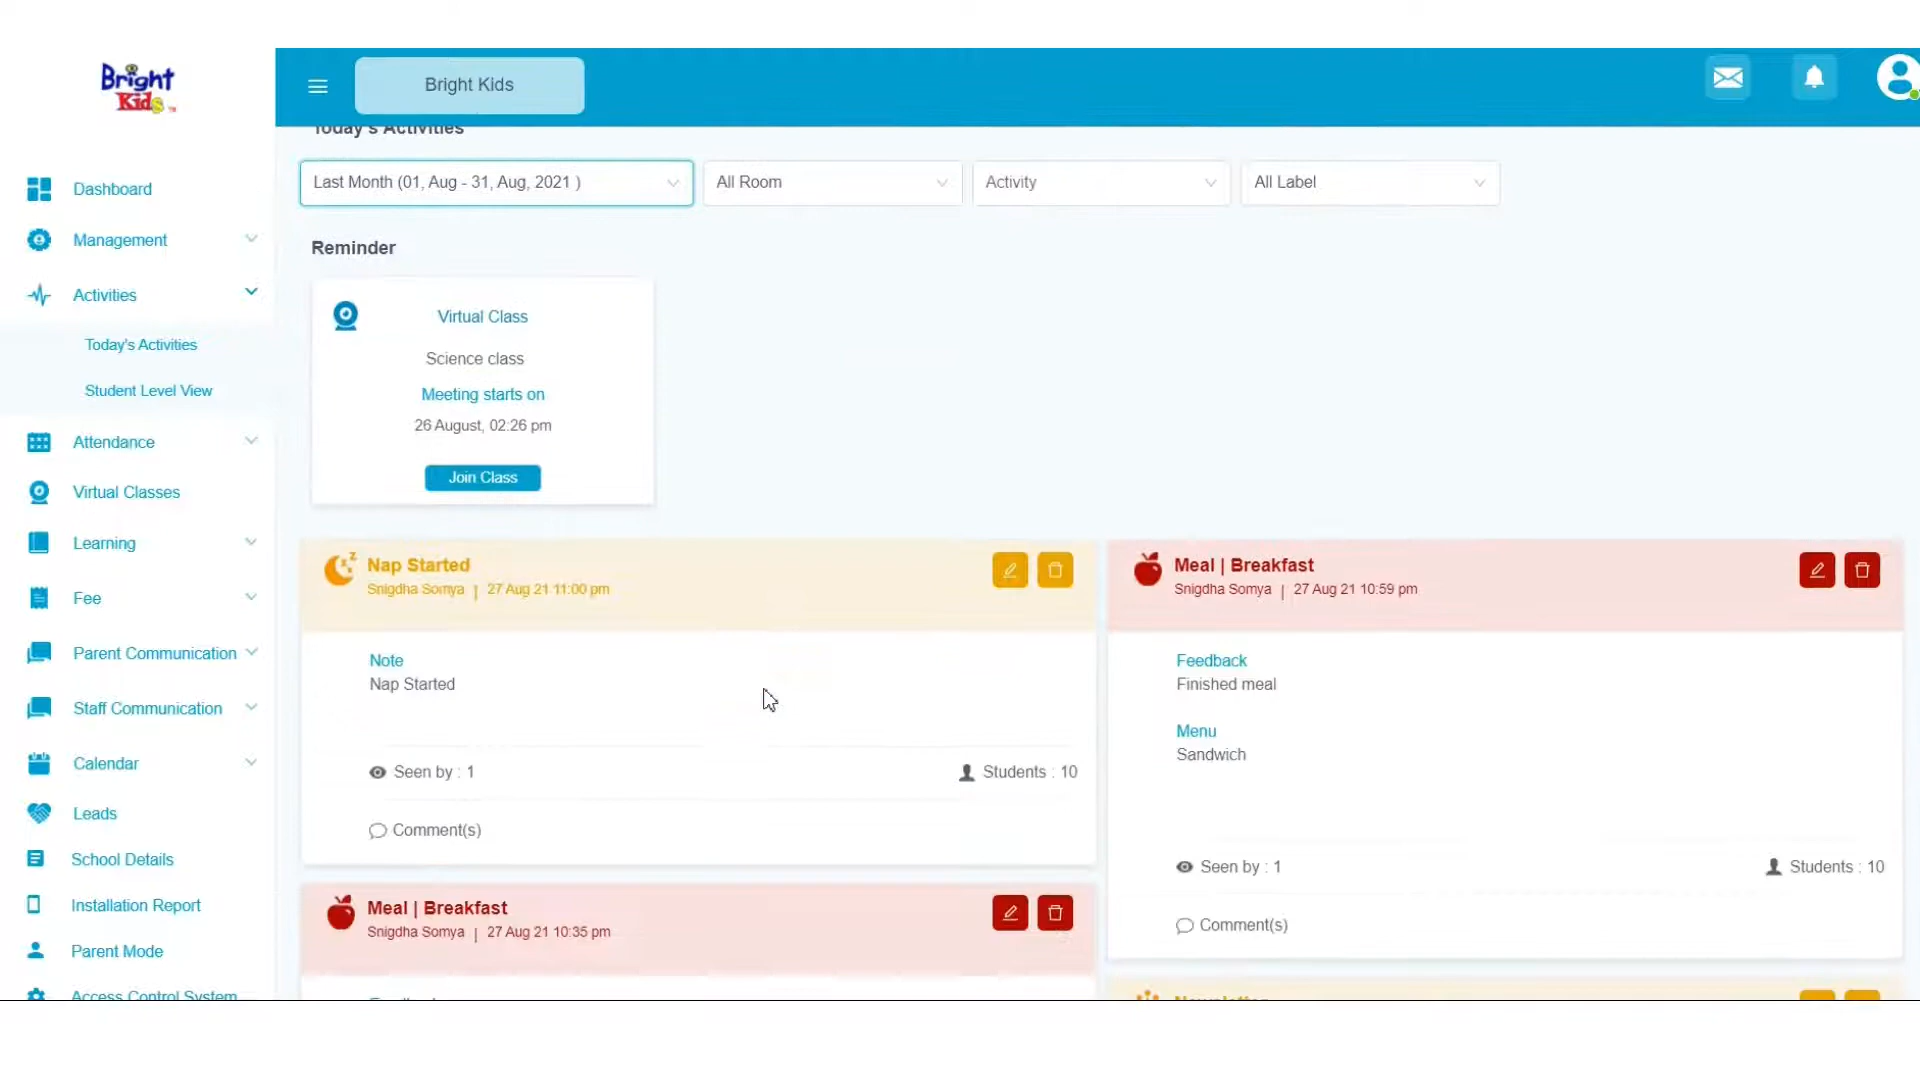 Bright
Kids
Bright Kids
Today's Activities
Last Month (01, Aug - 31, Aug, 2021 )
All Room
Activity
All Label
Dashboard
Management
Activities
Today's Activities
Student Level View
Attendance
Virtual Classes
Learning
Fee
Parent Communication
Staff Communication
Calendar
Leads
School Details
Installation Report
Parent Mode
Access Control System
Reminder
Virtual Class
Science class
Meeting starts on
26 August, 02:26 pm
Join Class
Nap Started
Snigdha Somya | 27 Aug 21 11:00 pm
Note
Nap Started
Seen by : 1
Students : 10
Comment(s)
Meal | Breakfast
Snigdha Somya | 27 Aug 21 10:59 pm
Feedback
Finished meal
Menu
Sandwich
Seen by : 1
Students : 10
Comment(s)
Meal | Breakfast
Snigdha Somya | 27 Aug 21 10:35 pm